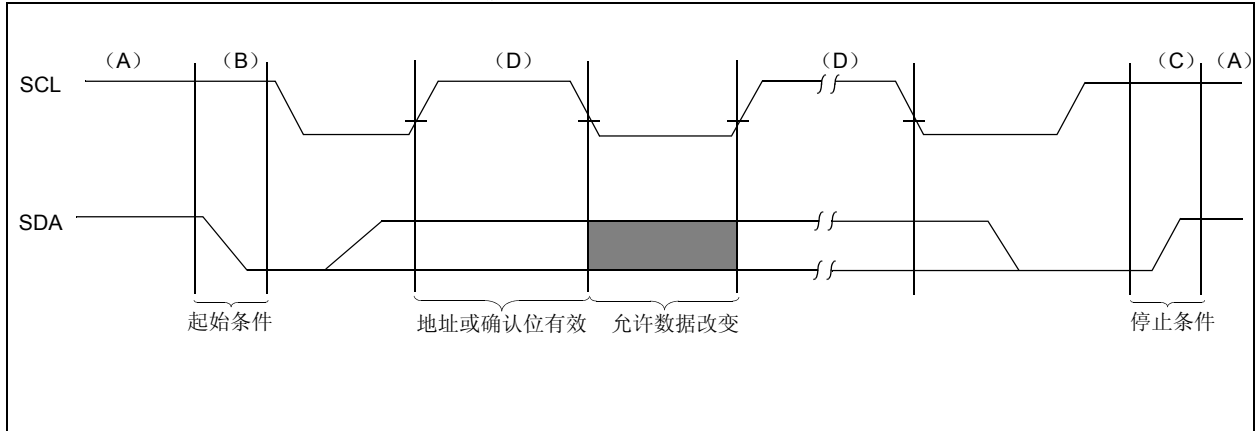 （A） （B） （D） （D） （C） （A）
SCL
SDA
起始条件 地址或确认位有效 允许数据改变 停止条件